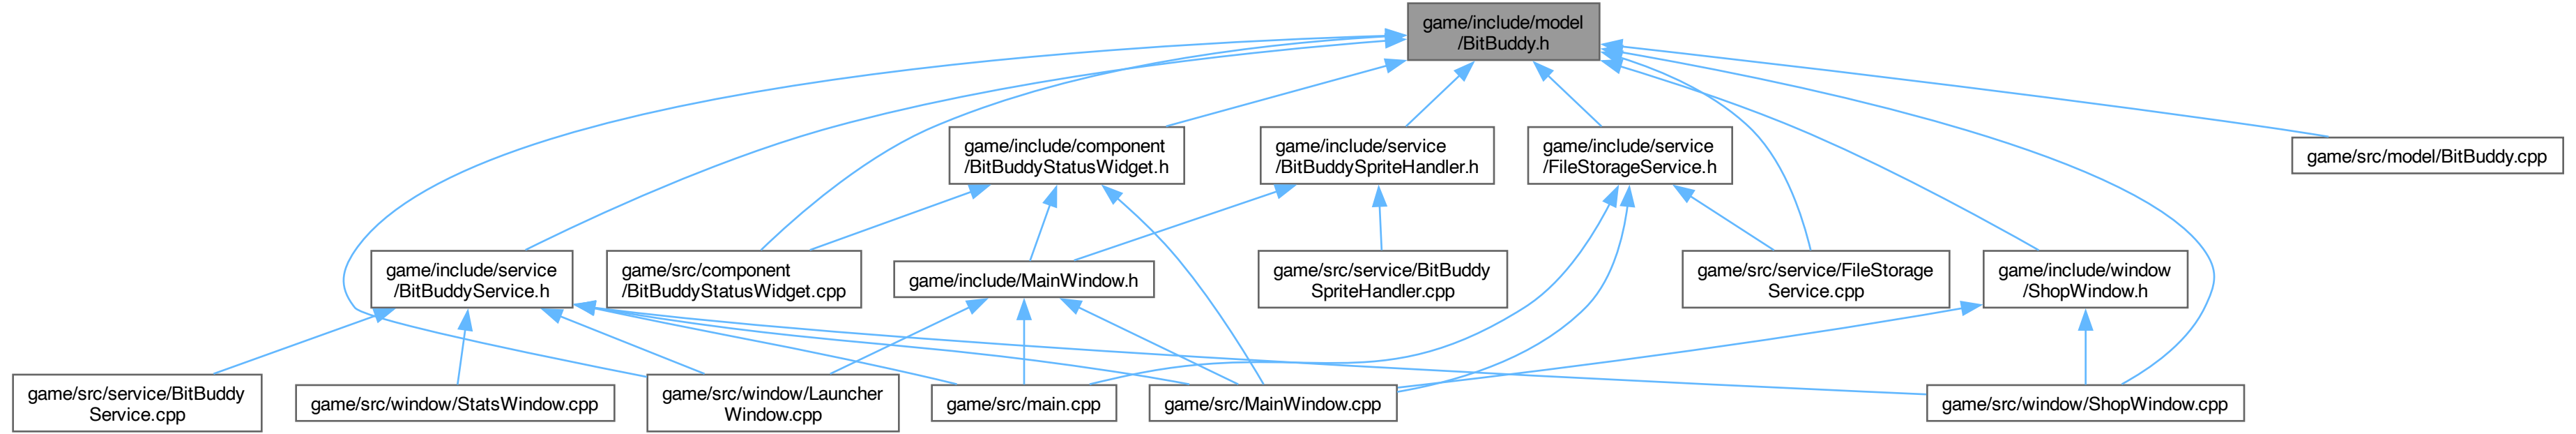 game/include/model
/BitBuddy.h
game/include/component
/BitBuddyStatusWidget.h
game/include/service
/BitBuddySpriteHandler.h
game/include/service
/FileStorageService.h
game/src/model/BitBuddy.cpp
game/include/service
/BitBuddyService.h
game/src/component
/BitBuddyStatusWidget.cpp
game/include/MainWindow.h
game/src/service/BitBuddy
SpriteHandler.cpp
game/src/service/FileStorage
Service.cpp
game/include/window
/ShopWindow.h
game/src/service/BitBuddy
Service.cpp
game/src/window/StatsWindow.cpp
game/src/window/Launcher
Window.cpp
game/src/main.cpp
game/src/MainWindow.cpp
game/src/window/ShopWindow.cpp